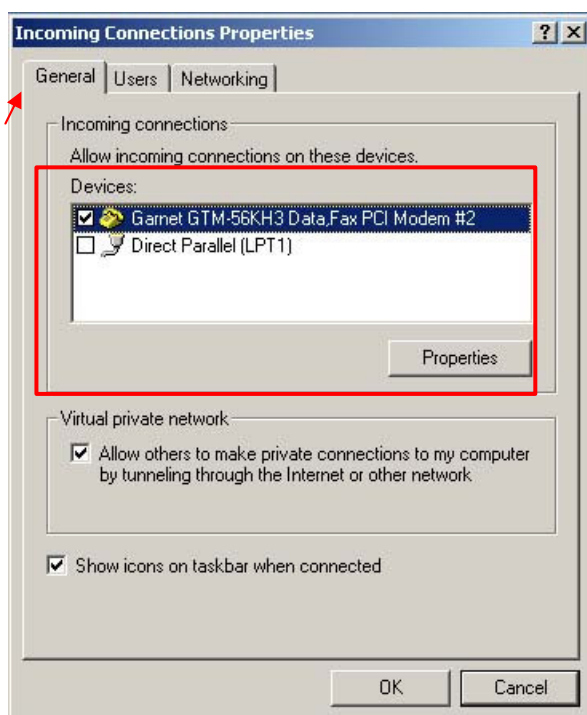 Incoming Connections Properties
General Users Networking
Incoming connections
Allow incoming connections on these devices.
Devices:
Garnet GTM-56KH3 Data,Fax PCI Modem #2
Direct Parallel (LPT1)
Properties
Virtual private network
Allow others to make private connections to my computer
by tunneling through the Internet or other network
Show icons on taskbar when connected
OK Cancel